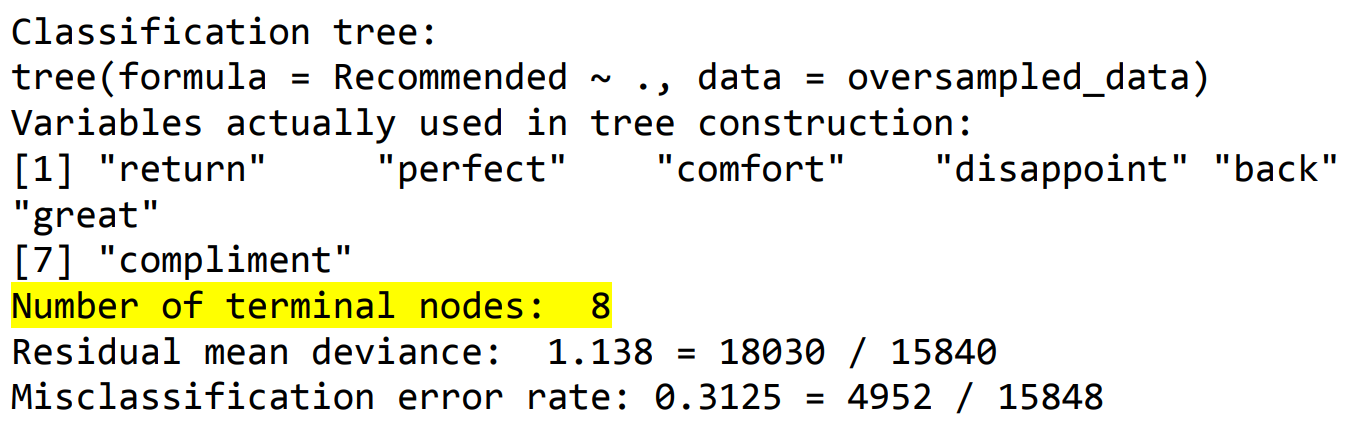 Classification tree:
tree(formula = Recommended ~ ., data = oversampled_data)
Variables actually used in tree construction:
[1] "return"     "perfect"    "comfort"    "disappoint" "back"
"great"
[7] "compliment"
Number of terminal nodes:  8
Residual mean deviance:  1.138 = 18030 / 15840
Misclassification error rate: 0.3125 = 4952 / 15848